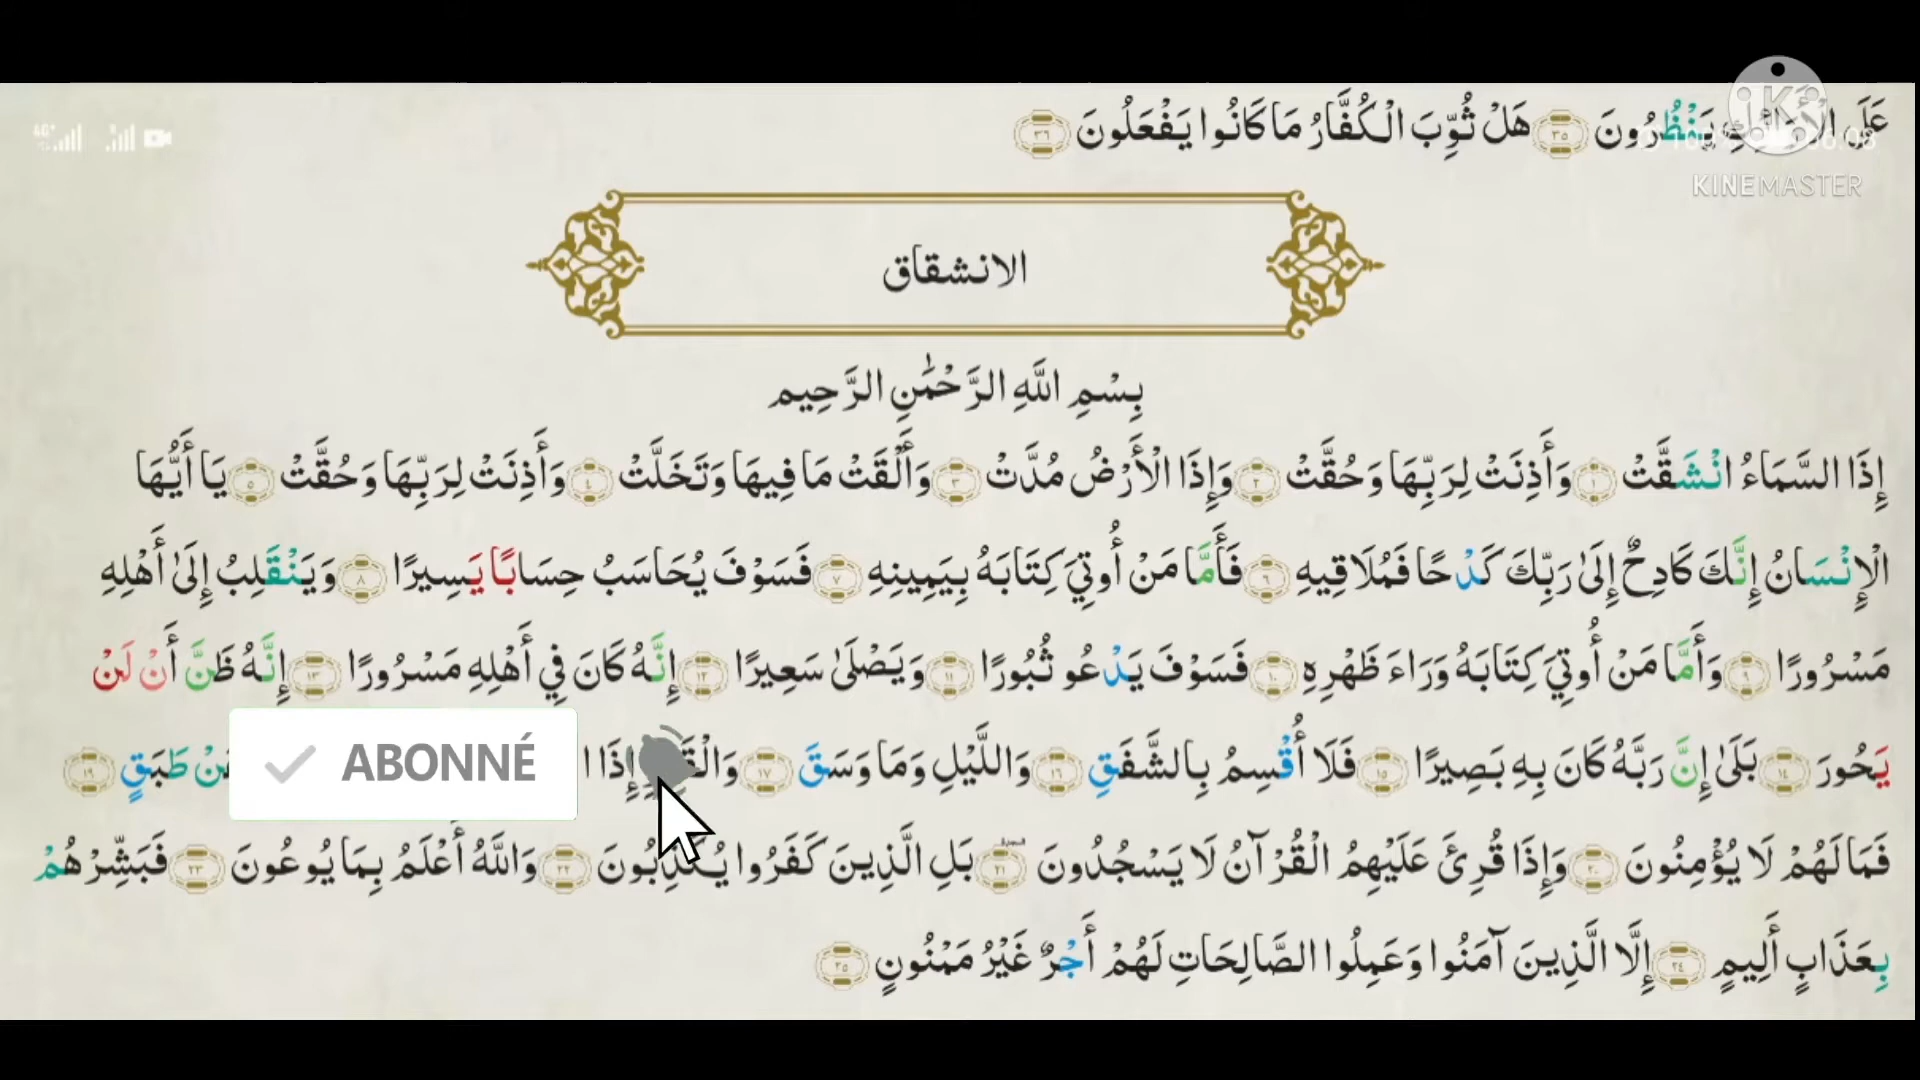 عَلَى الْأَرَائِكِ يَنْظُرُونَ ٣٥ هَلْ ثُوِّبَ الْكُفَّارُ مَا كَانُوا يَفْعَلُونَ ٣٦
KINEMASTER
الانشقاق
بِسْمِ اللَّهِ الرَّحْمَٰنِ الرَّحِيمِ
إِذَا السَّمَاءُ انْشَقَّتْ ١ وَأَذِنَتْ لِرَبِّهَا وَحُقَّتْ ٢ وَإِذَا الْأَرْضُ مُدَّتْ ٣ وَأَلْقَتْ مَا فِيهَا وَتَخَلَّتْ ٤ وَأَذِنَتْ لِرَبِّهَا وَحُقَّتْ ٥ يَا أَيُّهَا
الْإِنْسَانُ إِنَّكَ كَادِحٌ إِلَىٰ رَبِّكَ كَدْحًا فَمُلَاقِيهِ ٦ فَأَمَّا مَنْ أُوتِيَ كِتَابَهُ بِيَمِينِهِ ٧ فَسَوْفَ يُحَاسَبُ حِسَابًا يَسِيرًا ٨ وَيَنْقَلِبُ إِلَىٰ أَهْلِهِ
مَسْرُورًا ٩ وَأَمَّا مَنْ أُوتِيَ كِتَابَهُ وَرَاءَ ظَهْرِهِ ١٠ فَسَوْفَ يَدْعُو ثُبُورًا ١١ وَيَصْلَىٰ سَعِيرًا ١٢ إِنَّهُ كَانَ فِي أَهْلِهِ مَسْرُورًا ١٣ إِنَّهُ ظَنَّ أَنْ لَنْ
يَحُورَ ١٤ بَلَىٰ إِنَّ رَبَّهُ كَانَ بِهِ بَصِيرًا ١٥ فَلَا أُقْسِمُ بِالشَّفَقِ ١٦ وَاللَّيْلِ وَمَا وَسَقَ ١٧ إِذَا طَبَقٍ ١٩
ABONNÉ
فَمَا لَهُمْ لَا يُؤْمِنُونَ ٢٠ وَإِذَا قُرِئَ عَلَيْهِمُ الْقُرْآنُ لَا يَسْجُدُونَ ٢١ بَلِ الَّذِينَ كَفَرُوا يُكَذِّبُونَ ٢٢ وَاللَّهُ أَعْلَمُ بِمَا يُوعُونَ ٢٣ فَبَشِّرْهُمْ
بِعَذَابٍ أَلِيمٍ ٢٤ إِلَّا الَّذِينَ آمَنُوا وَعَمِلُوا الصَّالِحَاتِ لَهُمْ أَجْرٌ غَيْرُ مَمْنُونٍ ٢٥